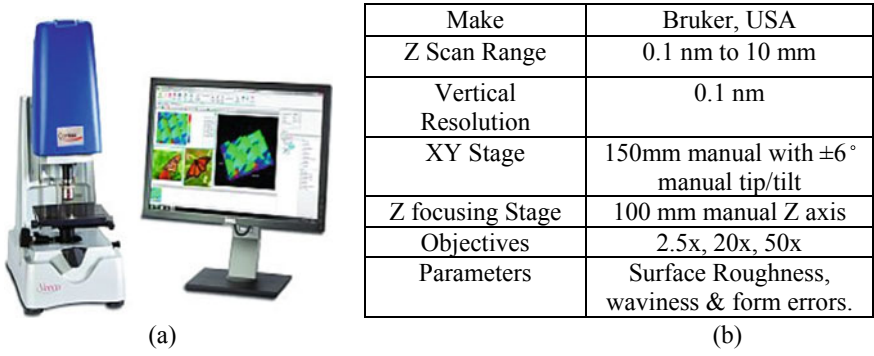 Make Bruker, USA
Z Scan Range 0.1 nm to 10 mm
Vertical Resolution 0.1 nm
XY Stage 150mm manual with ±6° manual tip/tilt
Z focusing Stage 100 mm manual Z axis
Objectives 2.5x, 20x, 50x
Parameters Surface Roughness, waviness & form errors.
Veeco
(a) (b)